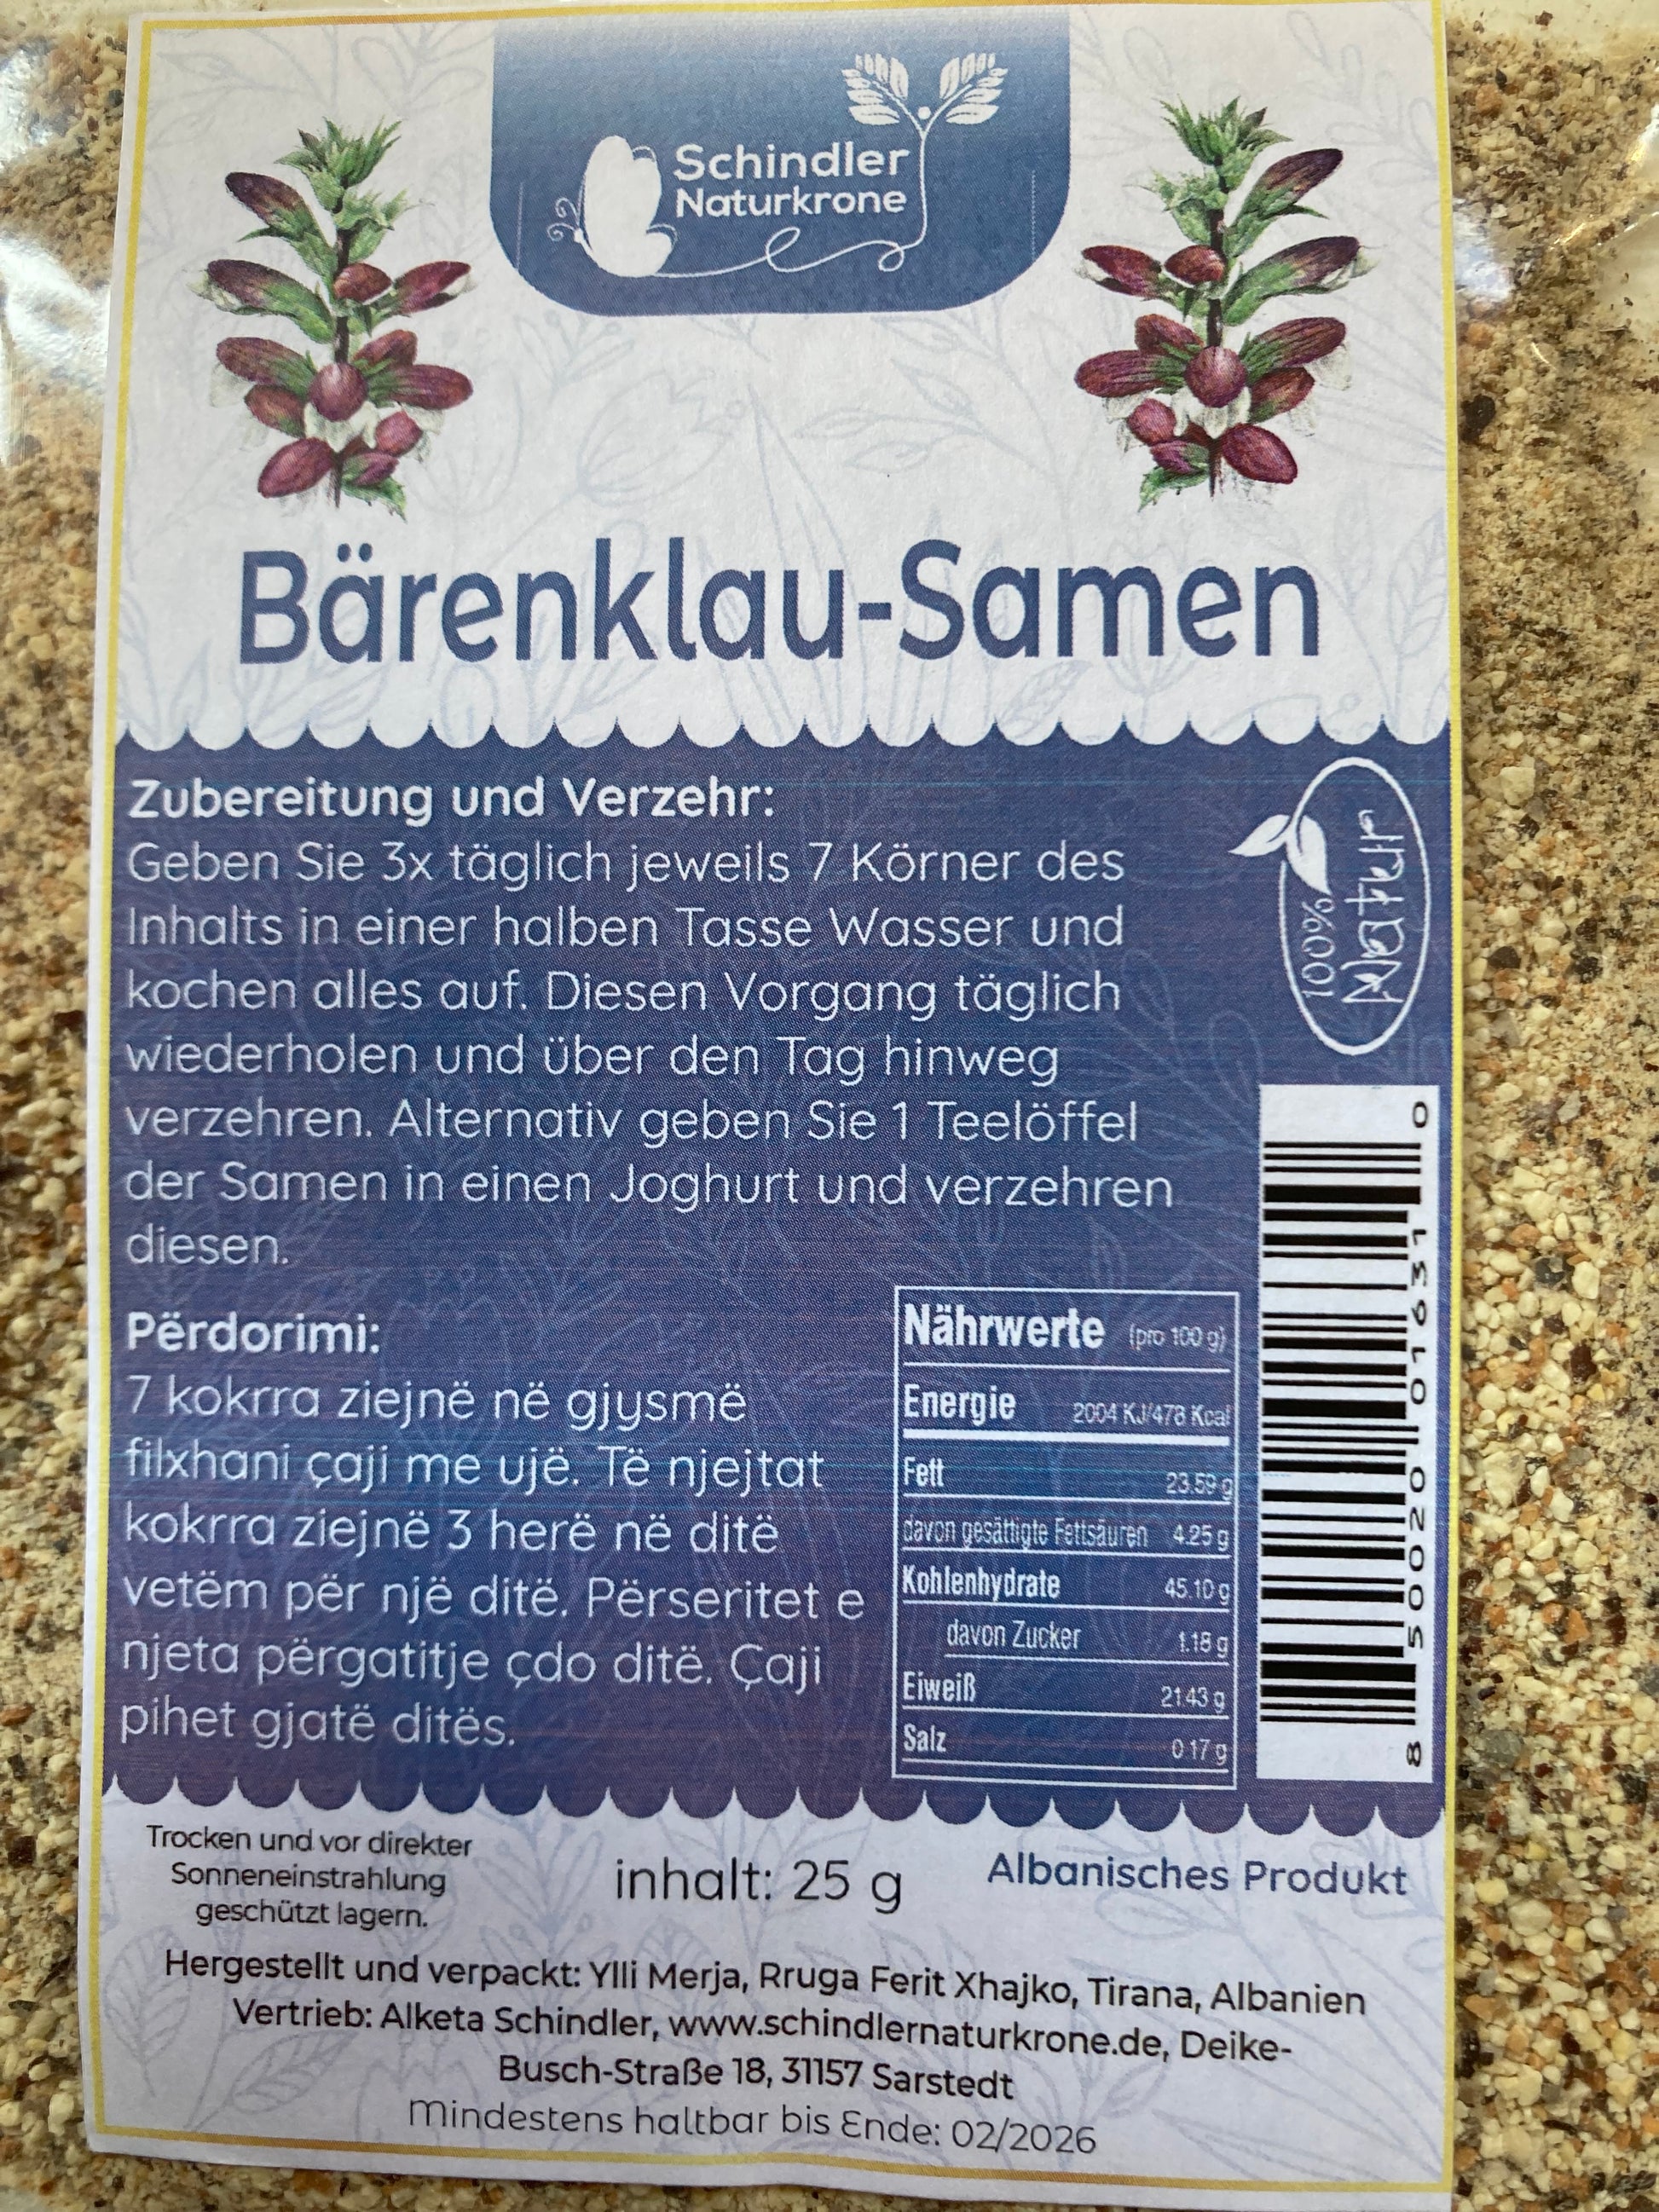 Schindler
Naturkrone
Bärenklau-Samen
Zubereitung und Verzehr:
Geben Sie 3x täglich jeweils 7 Körner des
Inhalts in einer halben Tasse Wasser und
kochen alles auf. Diesen Vorgang täglich
wiederholen und über den Tag hinweg
verzehren. Alternativ geben Sie 1 Teelöffel
der Samen in einen Joghurt und verzehren
diesen.
100%
Natur
Përdorimi:
7 kokrra ziejnë në gjysmë
filxhani çaji me ujë. Të njejtat
kokrra ziejnë 3 herë në ditë
vetëm për një ditë. Përseritet e
njeta përgatitje çdo ditë. Çaji
pihet gjatë ditës.
Nährwerte (pro 100 g)
Energie 2004 KJ/478 Kcal
Fett 23.59 g
davon gesättigte Fettsäuren 4.25 g
Kohlenhydrate 45.10 g
davon Zucker 1.18 g
Eiweiß 21.43 g
Salz 0.17 g
8 50020 01631 0
Trocken und vor direkter
Sonneneinstrahlung
geschützt lagern.
inhalt: 25 g
Albanisches Produkt
Hergestellt und verpackt: Ylli Merja, Rruga Ferit Xhajko, Tirana, Albanien
Vertrieb: Alketa Schindler, www.schindlernaturkrone.de, Deike-
Busch-Straße 18, 31157 Sarstedt
Mindestens haltbar bis Ende: 02/2026